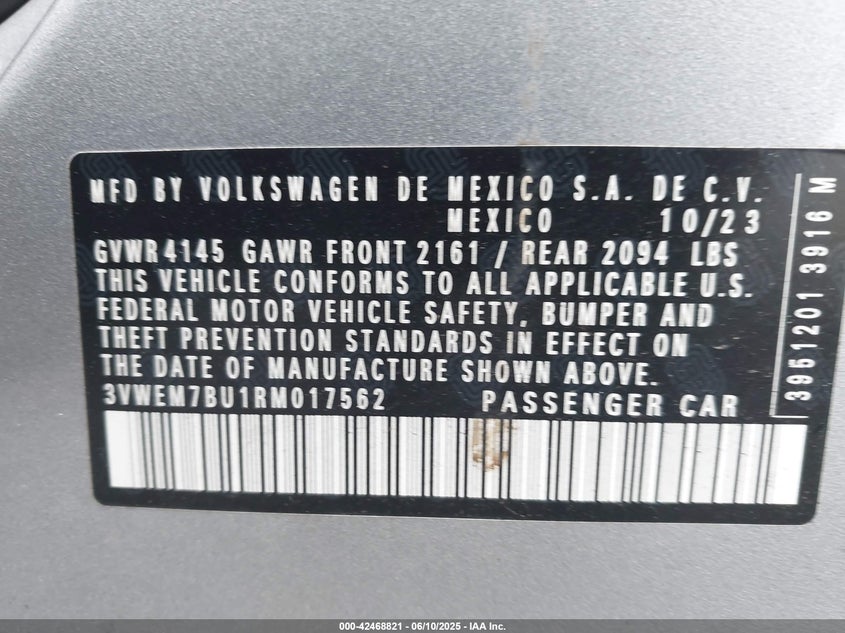 MFD BY VOLKSWAGEN DE MEXICO S.A. DE C.V.
MEXICO 10/23
GVWR 4145 GAWR FRONT 2161 / REAR 2094 LBS
THIS VEHICLE CONFORMS TO ALL APPLICABLE U.S.
FEDERAL MOTOR VEHICLE SAFETY, BUMPER AND
THEFT PREVENTION STANDARDS IN EFFECT ON
THE DATE OF MANUFACTURE SHOWN ABOVE.
3VWEM7BU1RM017562 PASSENGER CAR
3951201 3916 M
000-42468821 | 06/10/2025 - IAA Inc.